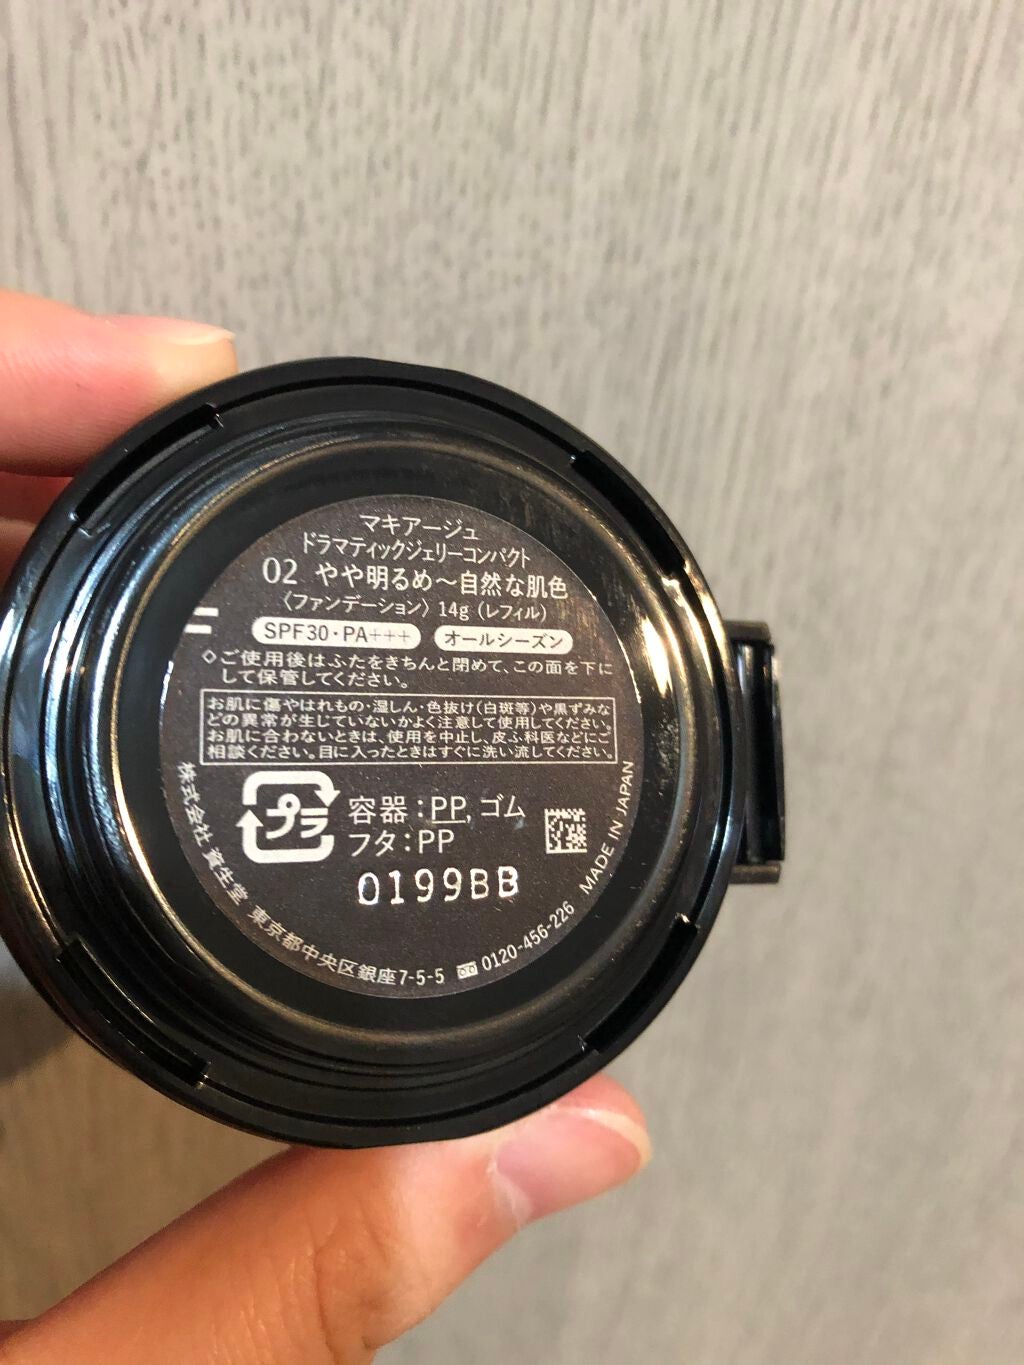 マキアージュ
ドラマティックジェリーコンパクト
02 やや明るめ〜自然な肌色
〈ファンデーション〉 14g (レフィル)
SPF30・PA+++ オールシーズン
◇ご使用後はふたをきちんと閉めて、この面を下に
して保管してください。
お肌に傷やはれもの・湿しん・色抜け(白斑等)や黒ずみな
どの異常が生じていないかよく注意して使用してください。
お肌に合わないときは、使用を中止し、皮ふ科医などにご
相談ください。目に入ったときはすぐに洗い流してください。
プラ
容器:PP, ゴム
フタ:PP
0199BB
株式会社 資生堂 東京都中央区銀座7-5-5 0120-456-226 MADE IN JAPAN